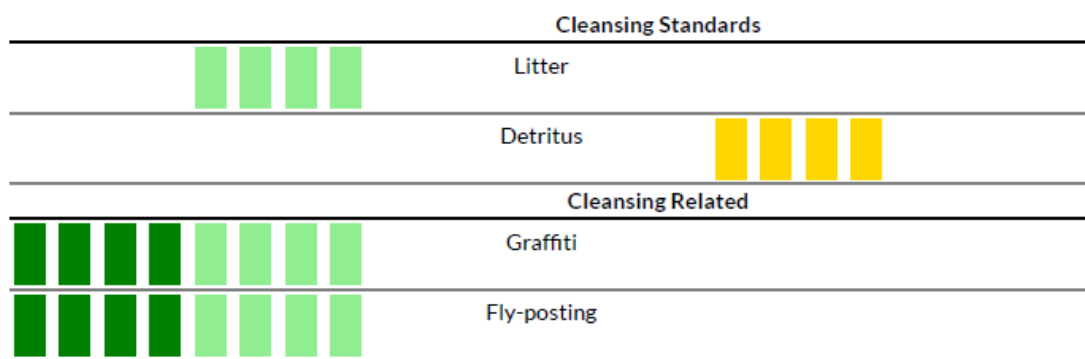 Cleansing Standards
Litter
Detritus
Cleansing Related
Graffiti
Fly-posting